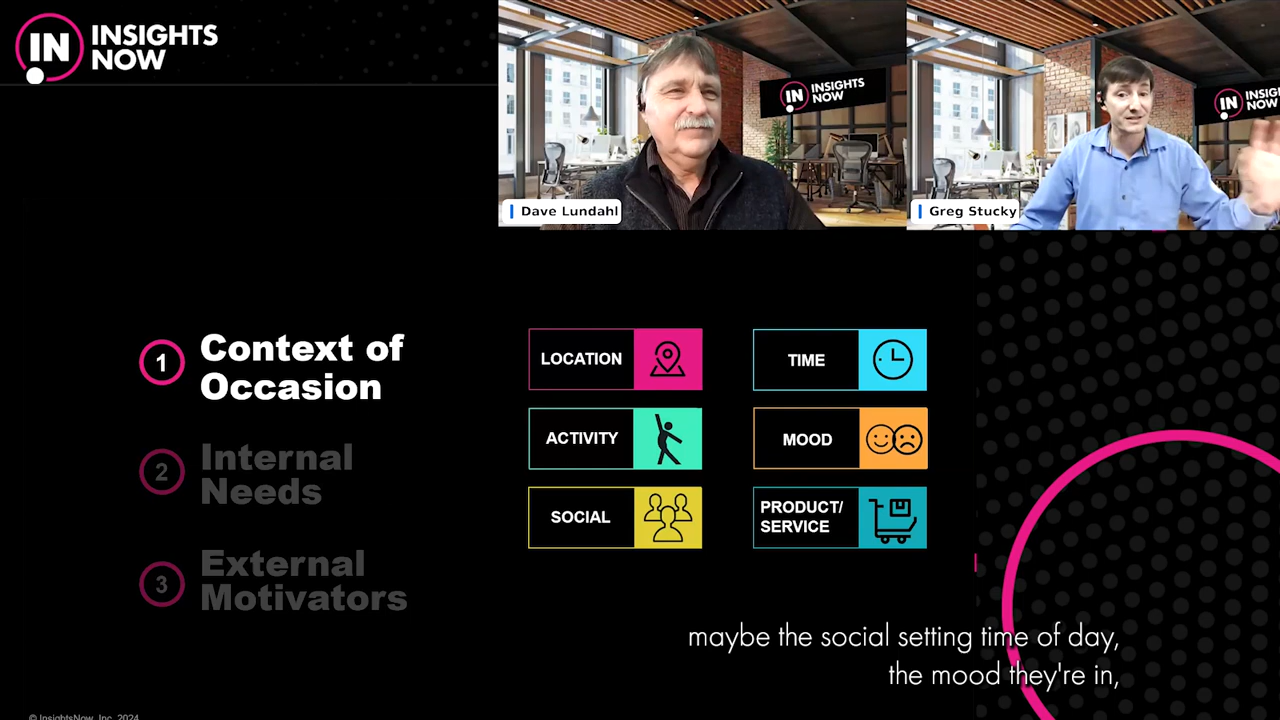 IN INSIGHTS
NOW
IN INSIGHTS
NOW
IN INSIG
NOW
Dave Lundahl
Greg Stucky
1 Context of
Occasion
2 Internal
Needs
3 External
Motivators
LOCATION
TIME
ACTIVITY
MOOD
SOCIAL
PRODUCT/
SERVICE
maybe the social setting time of day,
the mood they're in,
© InsightsNow, Inc. 2024